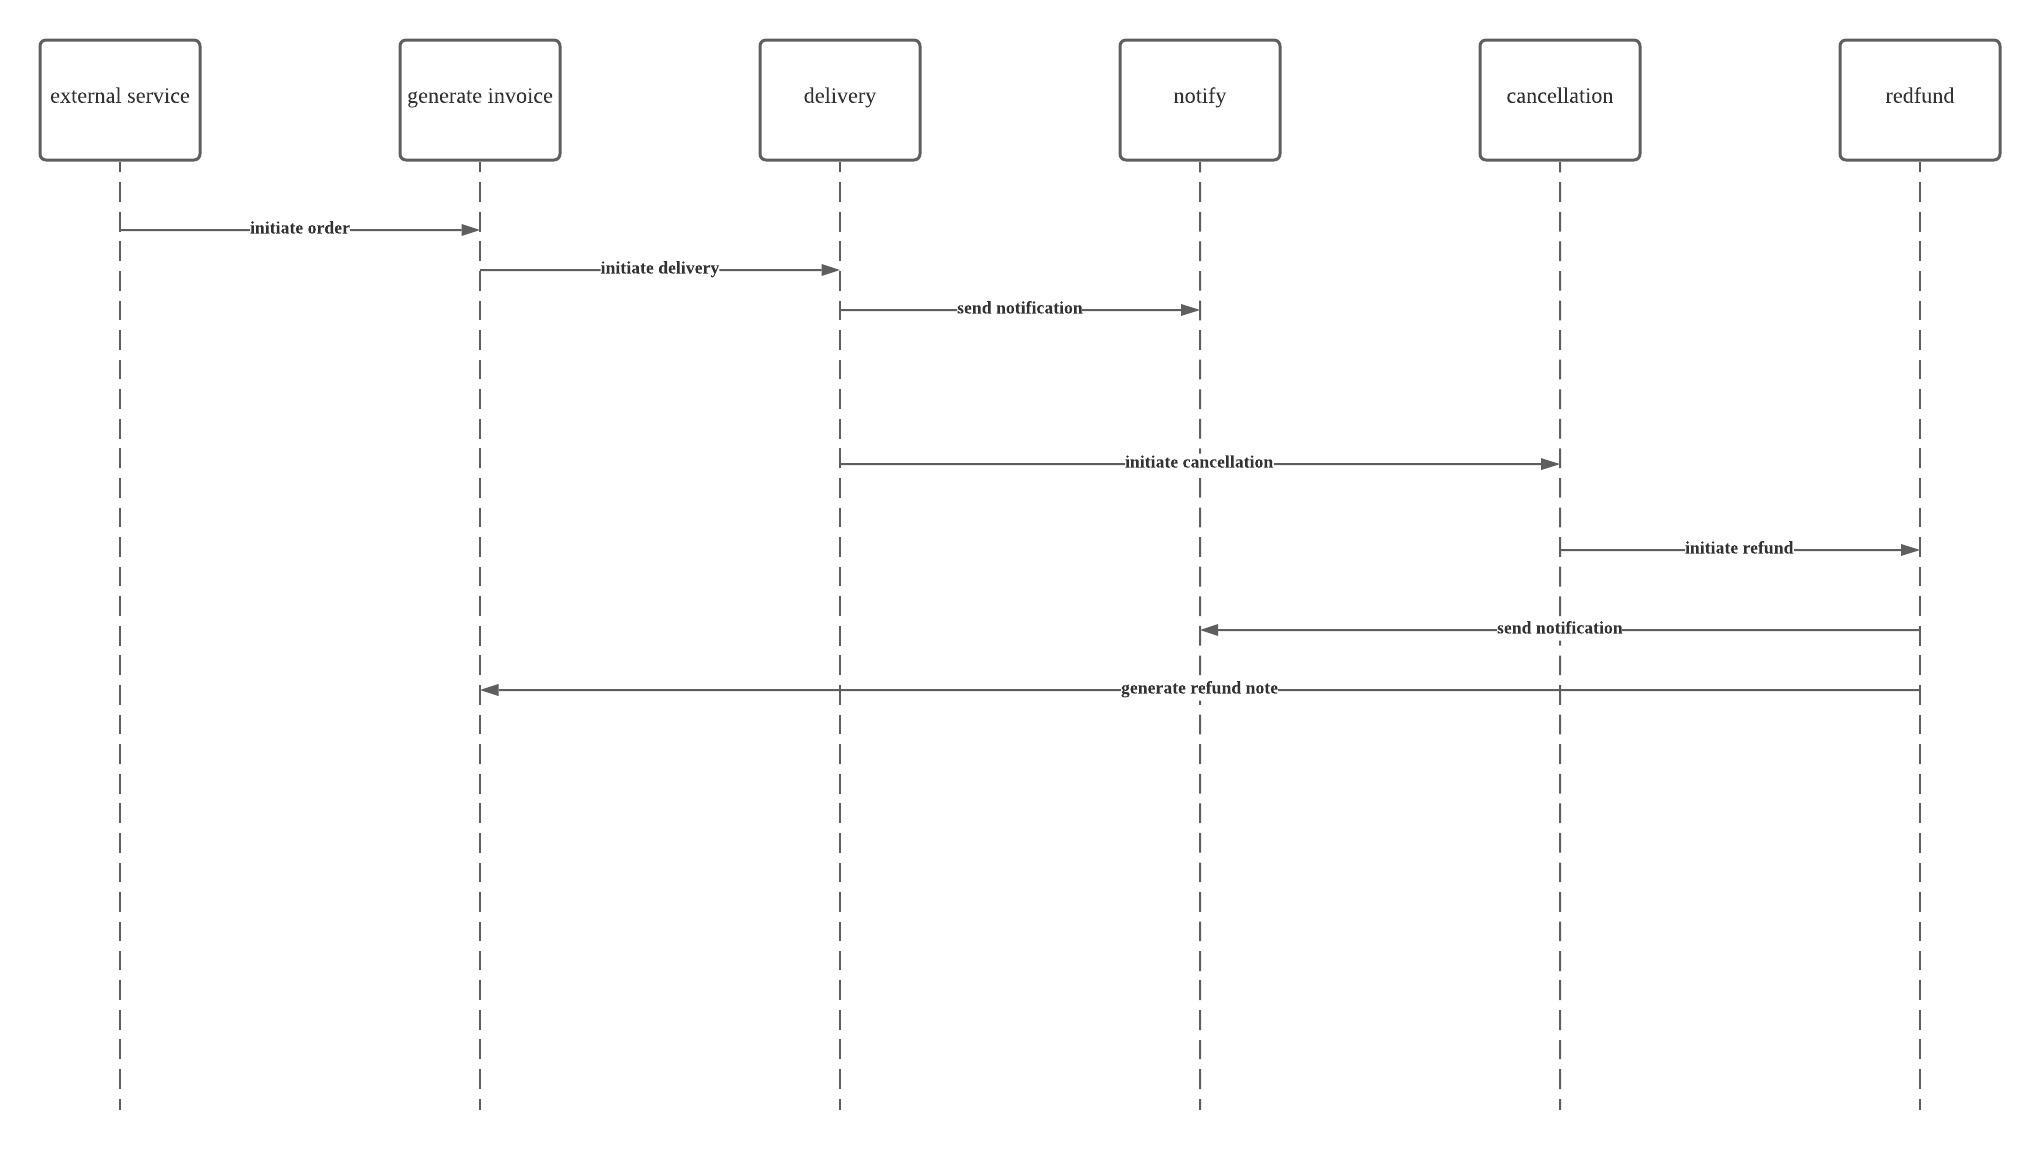 external service
generate invoice
delivery
notify
cancellation
redfund
initiate order
initiate delivery
send notification
initiate cancellation
initiate refund
send notification
generate refund note